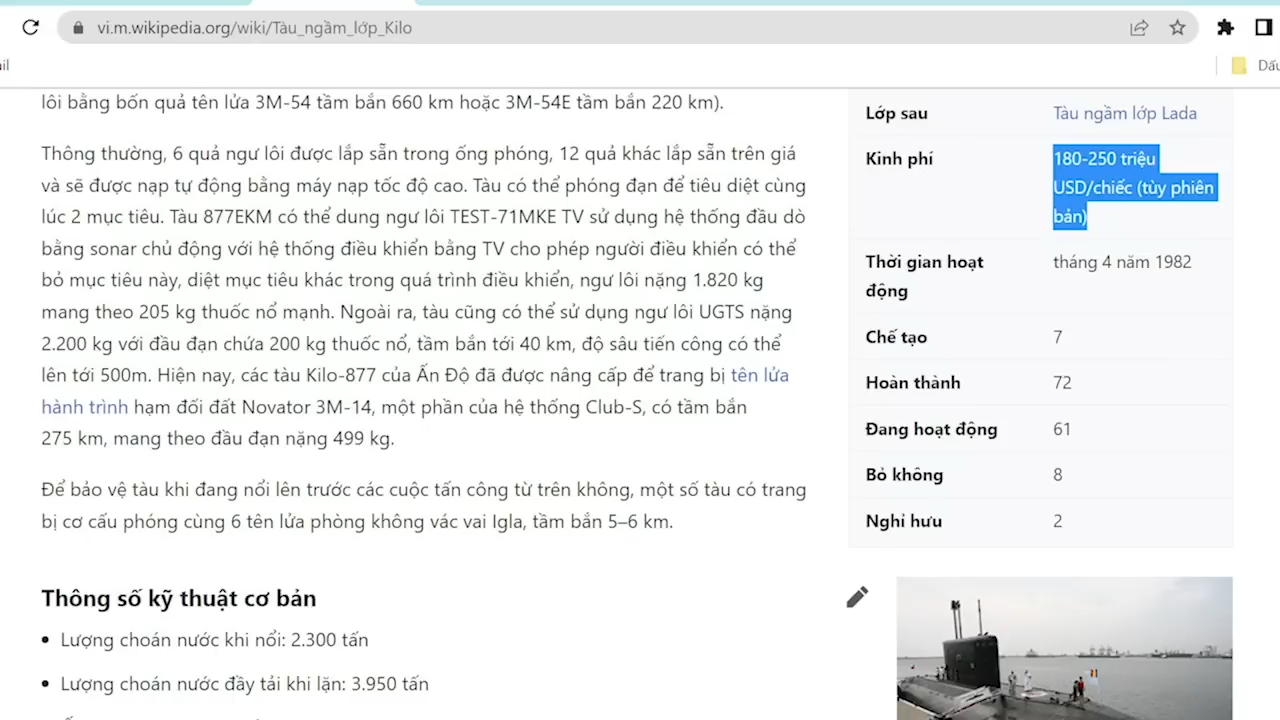 vi.m.wikipedia.org/wiki/Tàu_ngầm_lớp_Kilo
lôi bằng bốn quả tên lửa 3M-54 tầm bắn 660 km hoặc 3M-54E tầm bắn 220 km).
Thông thường, 6 quả ngư lôi được lắp sẵn trong ống phóng, 12 quả khác lắp sẵn trên giá
và sẽ được nạp tự động bằng máy nạp tốc độ cao. Tàu có thể phóng đạn để tiêu diệt cùng
lúc 2 mục tiêu. Tàu 877EKM có thể dung ngư lôi TEST-71MKE TV sử dụng hệ thống đầu dò
bằng sonar chủ động với hệ thống điều khiển bằng TV cho phép người điều khiển có thể
bỏ mục tiêu này, diệt mục tiêu khác trong quá trình điều khiển, ngư lôi nặng 1.820 kg
mang theo 205 kg thuốc nổ mạnh. Ngoài ra, tàu cũng có thể sử dụng ngư lôi UGTS nặng
2.200 kg với đầu đạn chứa 200 kg thuốc nổ, tầm bắn tới 40 km, độ sâu tiến công có thể
lên tới 500m. Hiện nay, các tàu Kilo-877 của Ấn Độ đã được nâng cấp để trang bị tên lửa
hành trình hạm đối đất Novator 3M-14, một phần của hệ thống Club-S, có tầm bắn
275 km, mang theo đầu đạn nặng 499 kg.
Để bảo vệ tàu khi đang nổi lên trước các cuộc tấn công từ trên không, một số tàu có trang
bị cơ cấu phóng cùng 6 tên lửa phòng không vác vai Igla, tầm bắn 5–6 km.
Thông số kỹ thuật cơ bản
Lượng choán nước khi nổi: 2.300 tấn
Lượng choán nước đầy tải khi lặn: 3.950 tấn
Lớp sau Tàu ngầm lớp Lada
Kinh phí 180-250 triệu
USD/chiếc (tùy phiên
bản)
Thời gian hoạt tháng 4 năm 1982
động
Chế tạo 7
Hoàn thành 72
Đang hoạt động 61
Bỏ không 8
Nghỉ hưu 2